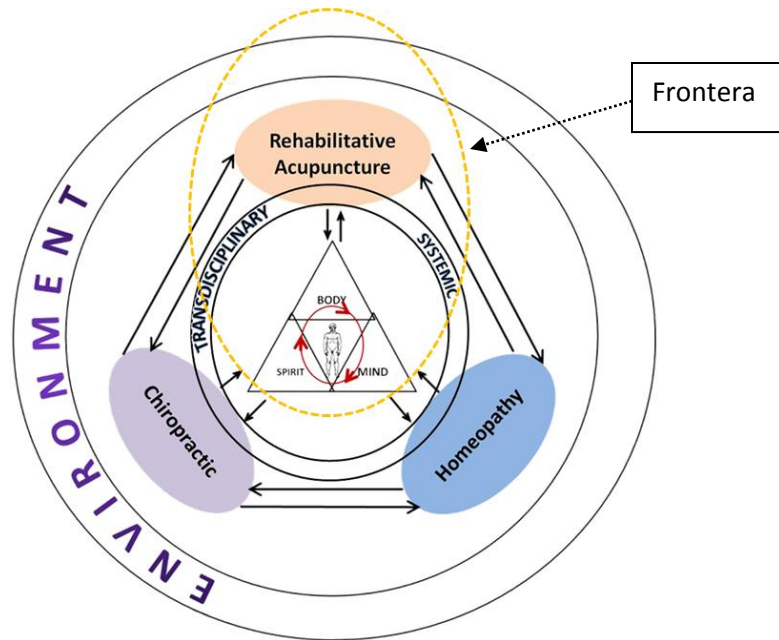 Frontera
Rehabilitative
Acupuncture
TRANSDISCIPLINARY
SYSTEMIC
BODY
SPIRIT
MIND
Chiropractic
Homeopathy
ENVIRONMENT